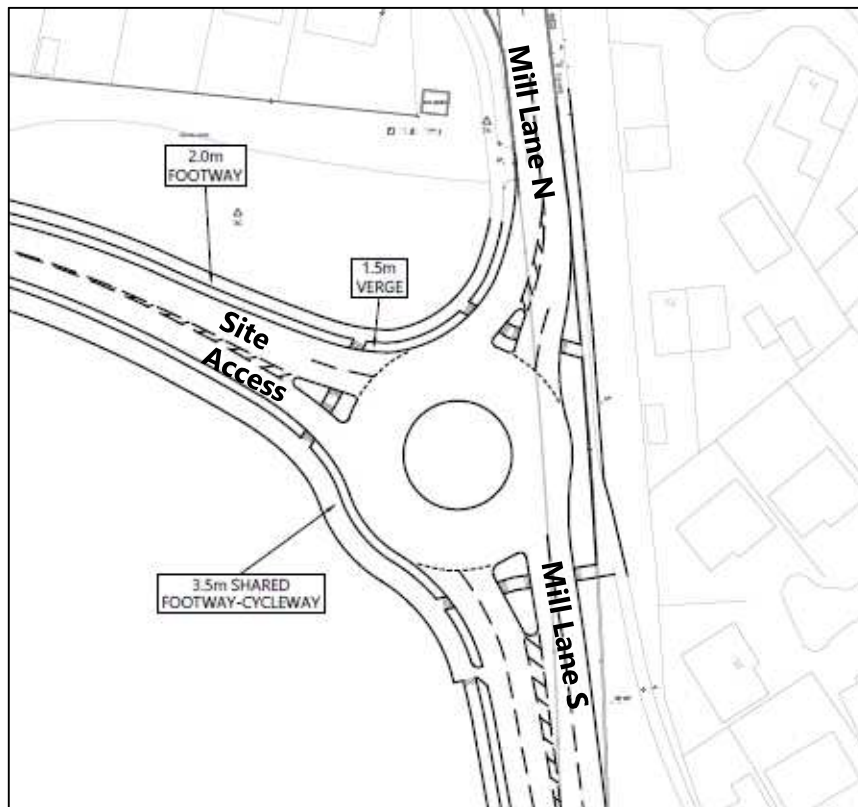 Mill Lane N
2.0m
FOOTWAY
1.5m
VERGE
Site
Access
3.5m SHARED
FOOTWAY-CYCLEWAY
Mill Lane S